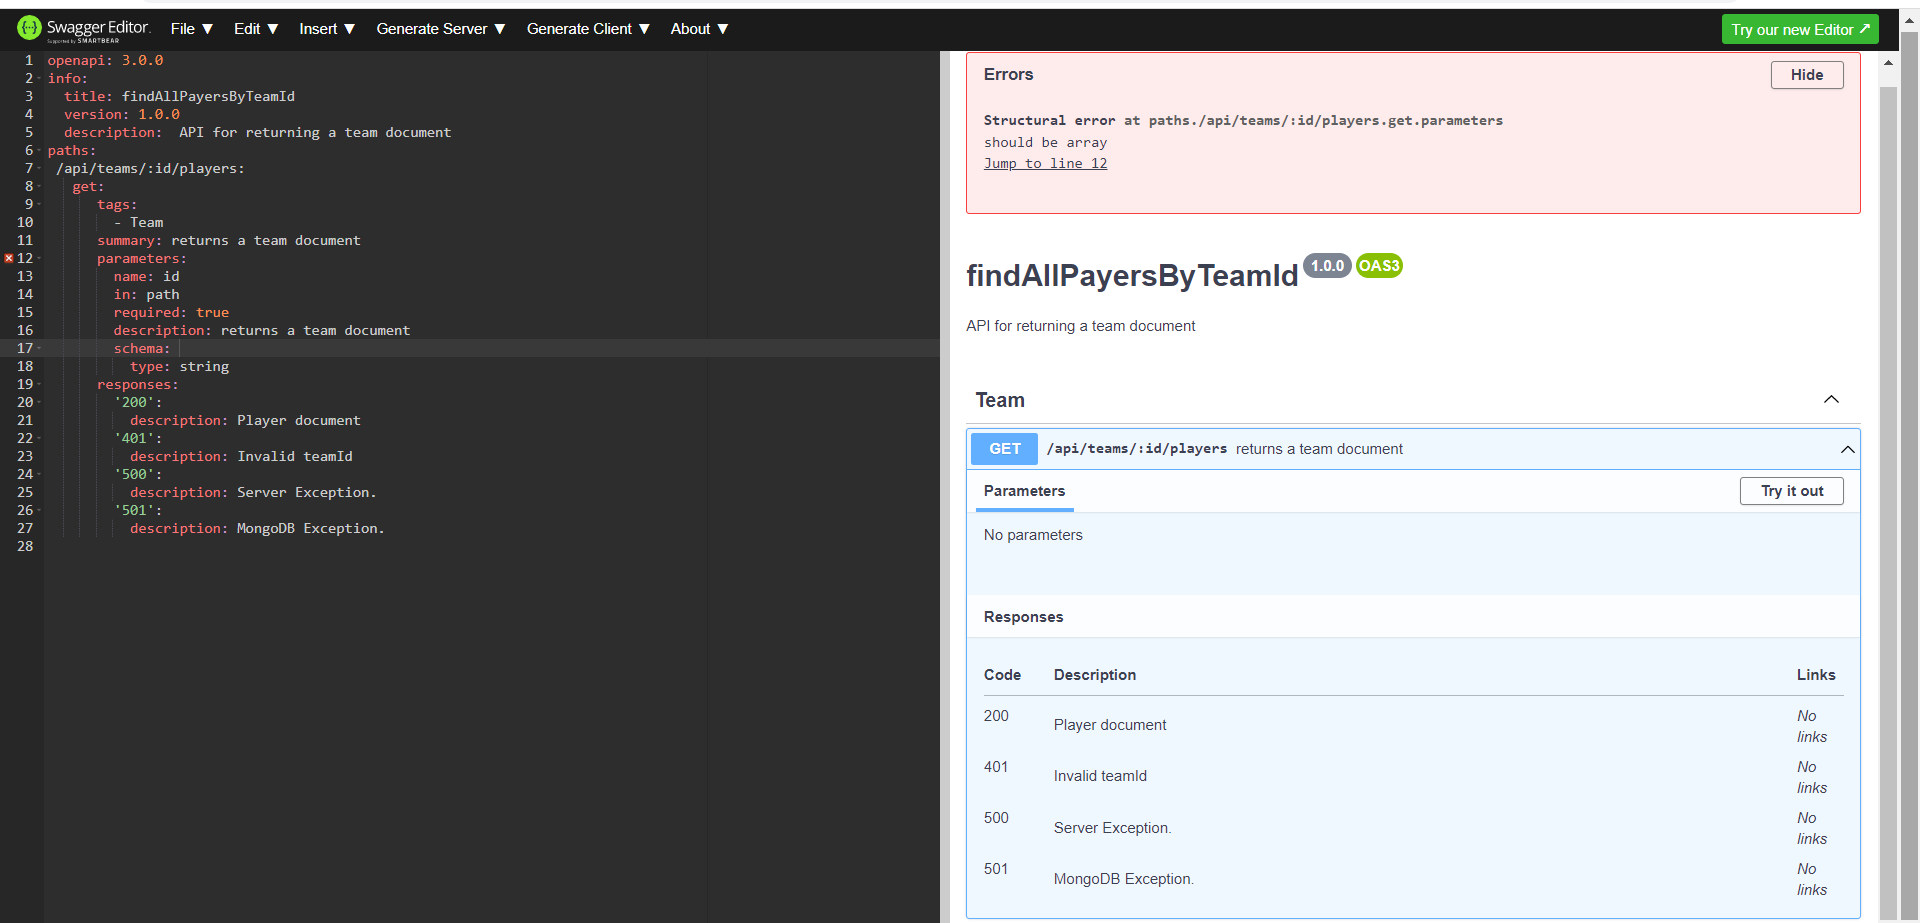 Swagger Editor.
Supported by SMARTBEAR
File ▼ Edit ▼ Insert ▼ Generate Server ▼ Generate Client ▼ About ▼
Try our new Editor ↗
1 openapi: 3.0.0
2 info:
3 title: findAllPayersByTeamId
4 version: 1.0.0
5 description:  API for returning a team document
6 paths:
7 /api/teams/:id/players:
8 get:
9 tags:
10 - Team
11 summary: returns a team document
12 parameters:
13 name: id
14 in: path
15 required: true
16 description: returns a team document
17 schema:
18 type: string
19 responses:
20 '200':
21 description: Player document
22 '401':
23 description: Invalid teamId
24 '500':
25 description: Server Exception.
26 '501':
27 description: MongoDB Exception.
28
Errors
Hide
Structural error at paths./api/teams/:id/players.get.parameters
should be array
Jump to line 12
findAllPayersByTeamId 1.0.0 OAS3
API for returning a team document
Team
GET /api/teams/:id/players returns a team document
Parameters
Try it out
No parameters
Responses
Code Description Links
200 Player document No links
401 Invalid teamId No links
500 Server Exception. No links
501 MongoDB Exception. No links